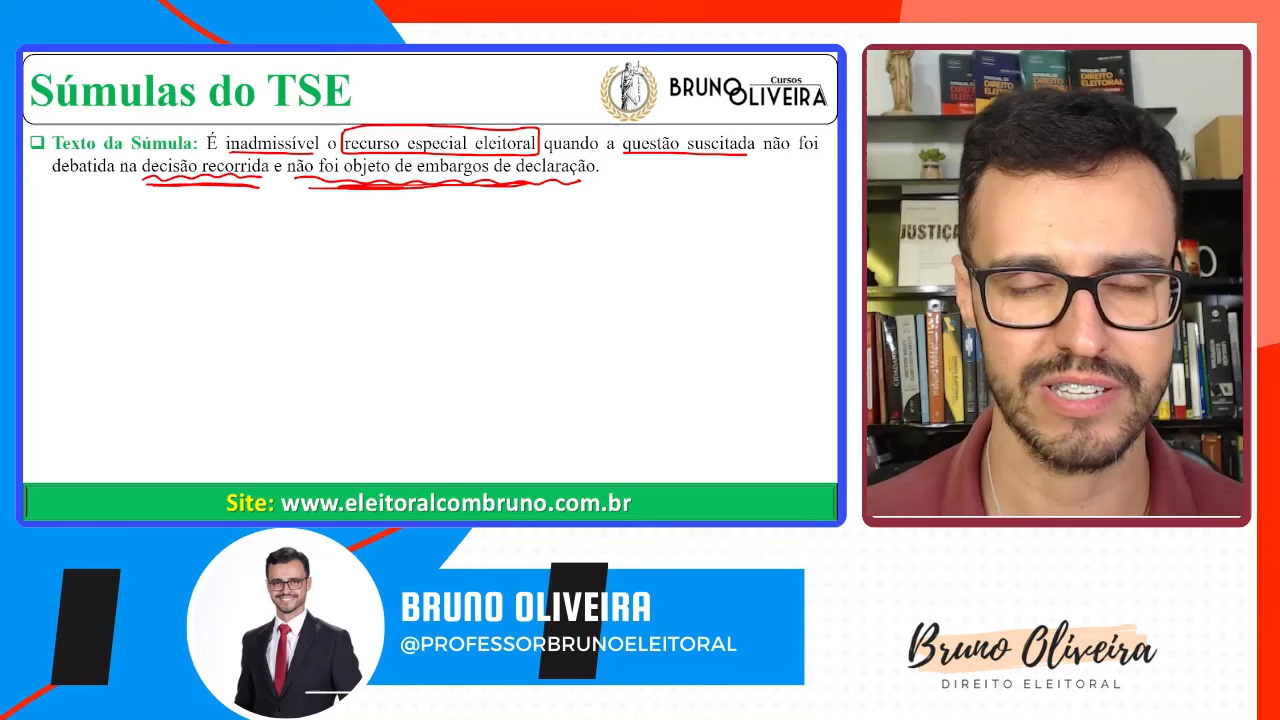 Súmulas do TSE
Cursos
BRUNO OLIVEIRA
❑ Texto da Súmula: É inadmissível o recurso especial eleitoral quando a questão suscitada não foi
debatida na decisão recorrida e não foi objeto de embargos de declaração.
Site: www.eleitoralcombruno.com.br
JUSTIÇA
BRUNO OLIVEIRA
@PROFESSORBRUNOELEITORAL
Bruno Oliveira
DIREITO ELEITORAL